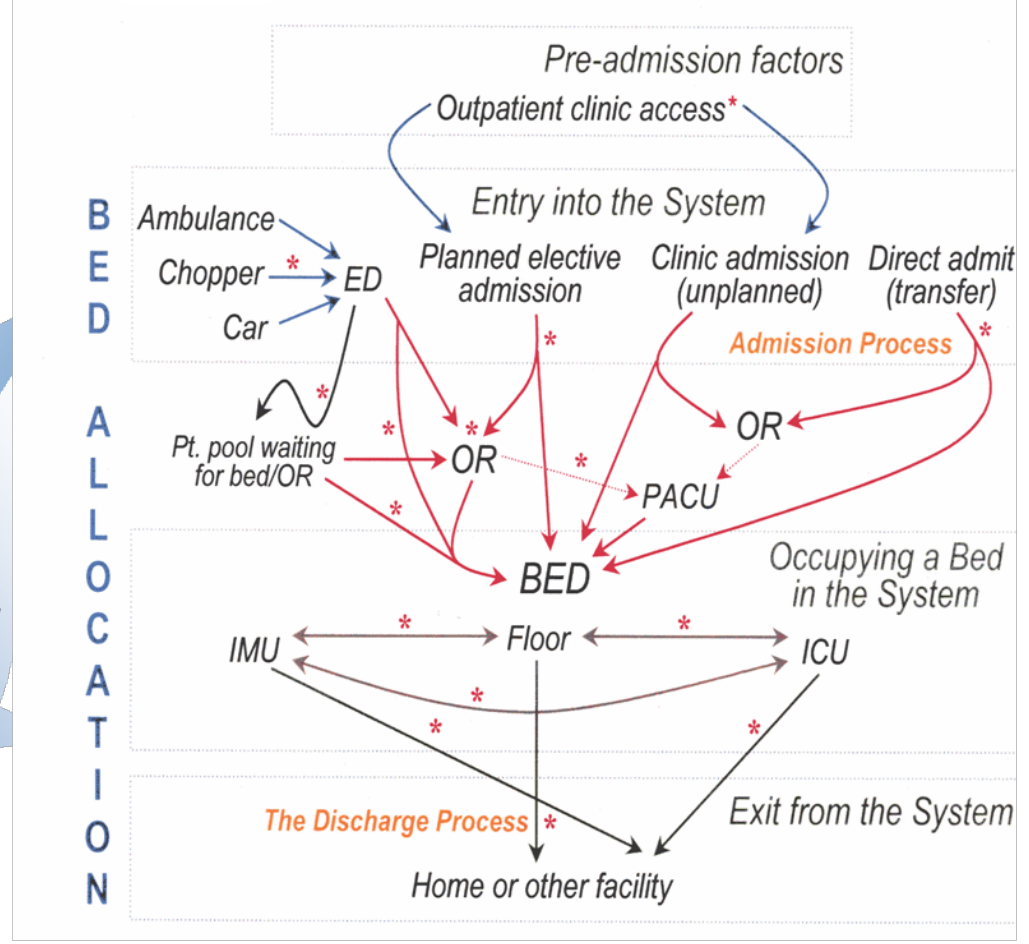 Pre-admission factors
Outpatient clinic access*
BED ALLOCATION
Entry into the System
Ambulance
Chopper
*
Car
ED
Planned elective
admission
Clinic admission
(unplanned)
Direct admit
(transfer)
*
*
Admission Process
*
Pt. pool waiting
for bed/OR
*
*
OR
*
OR
*
PACU
*
BED
Occupying a Bed
in the System
IMU
*
Floor
*
ICU
*
*
*
The Discharge Process
*
Exit from the System
Home or other facility